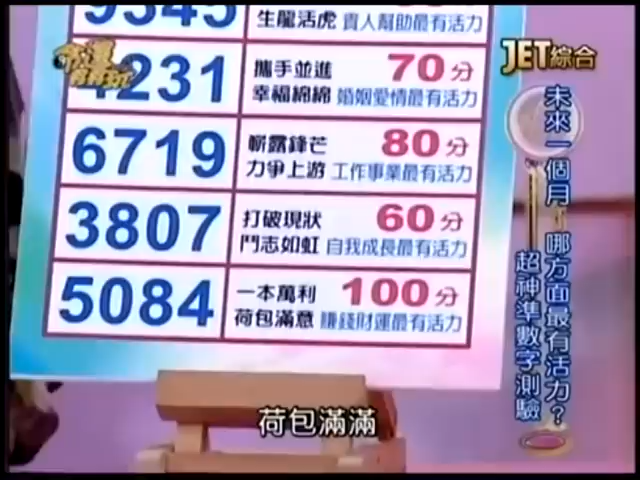 9345
生龍活虎 貴人幫助最有活力
命運好好玩
JET綜合
4231
攜手並進 70分
幸福綿綿 婚姻愛情最有活力
6719
嶄露鋒芒 80分
力爭上游 工作事業最有活力
3807
打破現狀 60分
鬥志如虹 自我成長最有活力
5084
一本萬利 100分
荷包滿意 賺錢財運最有活力
未來一個月，哪方面最有活力？
超神準數字測驗
荷包滿滿